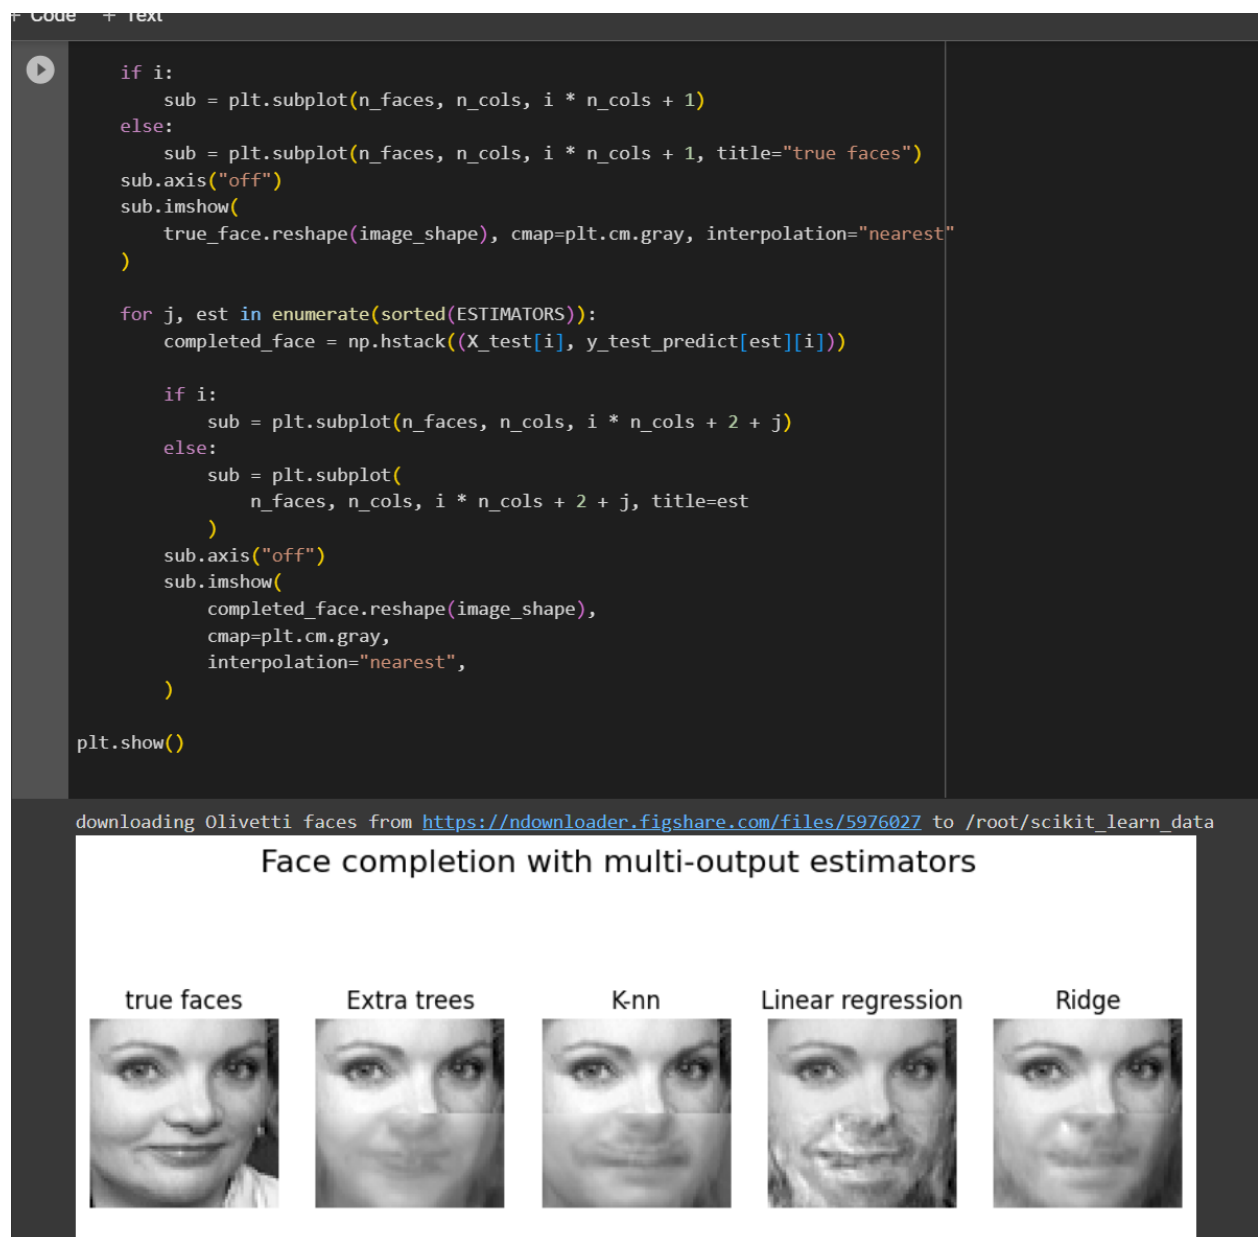 + Code + Text
if i:
sub = plt.subplot(n_faces, n_cols, i * n_cols + 1)
else:
sub = plt.subplot(n_faces, n_cols, i * n_cols + 1, title="true faces")
sub.axis("off")
sub.imshow(
true_face.reshape(image_shape), cmap=plt.cm.gray, interpolation="nearest"
)
for j, est in enumerate(sorted(ESTIMATORS)):
completed_face = np.hstack((X_test[i], y_test_predict[est][i]))
if i:
sub = plt.subplot(n_faces, n_cols, i * n_cols + 2 + j)
else:
sub = plt.subplot(
n_faces, n_cols, i * n_cols + 2 + j, title=est
)
sub.axis("off")
sub.imshow(
completed_face.reshape(image_shape),
cmap=plt.cm.gray,
interpolation="nearest",
)
plt.show()
downloading Olivetti faces from https://ndownloader.figshare.com/files/5976027 to /root/scikit_learn_data
Face completion with multi-output estimators
true faces Extra trees K-nn Linear regression Ridge